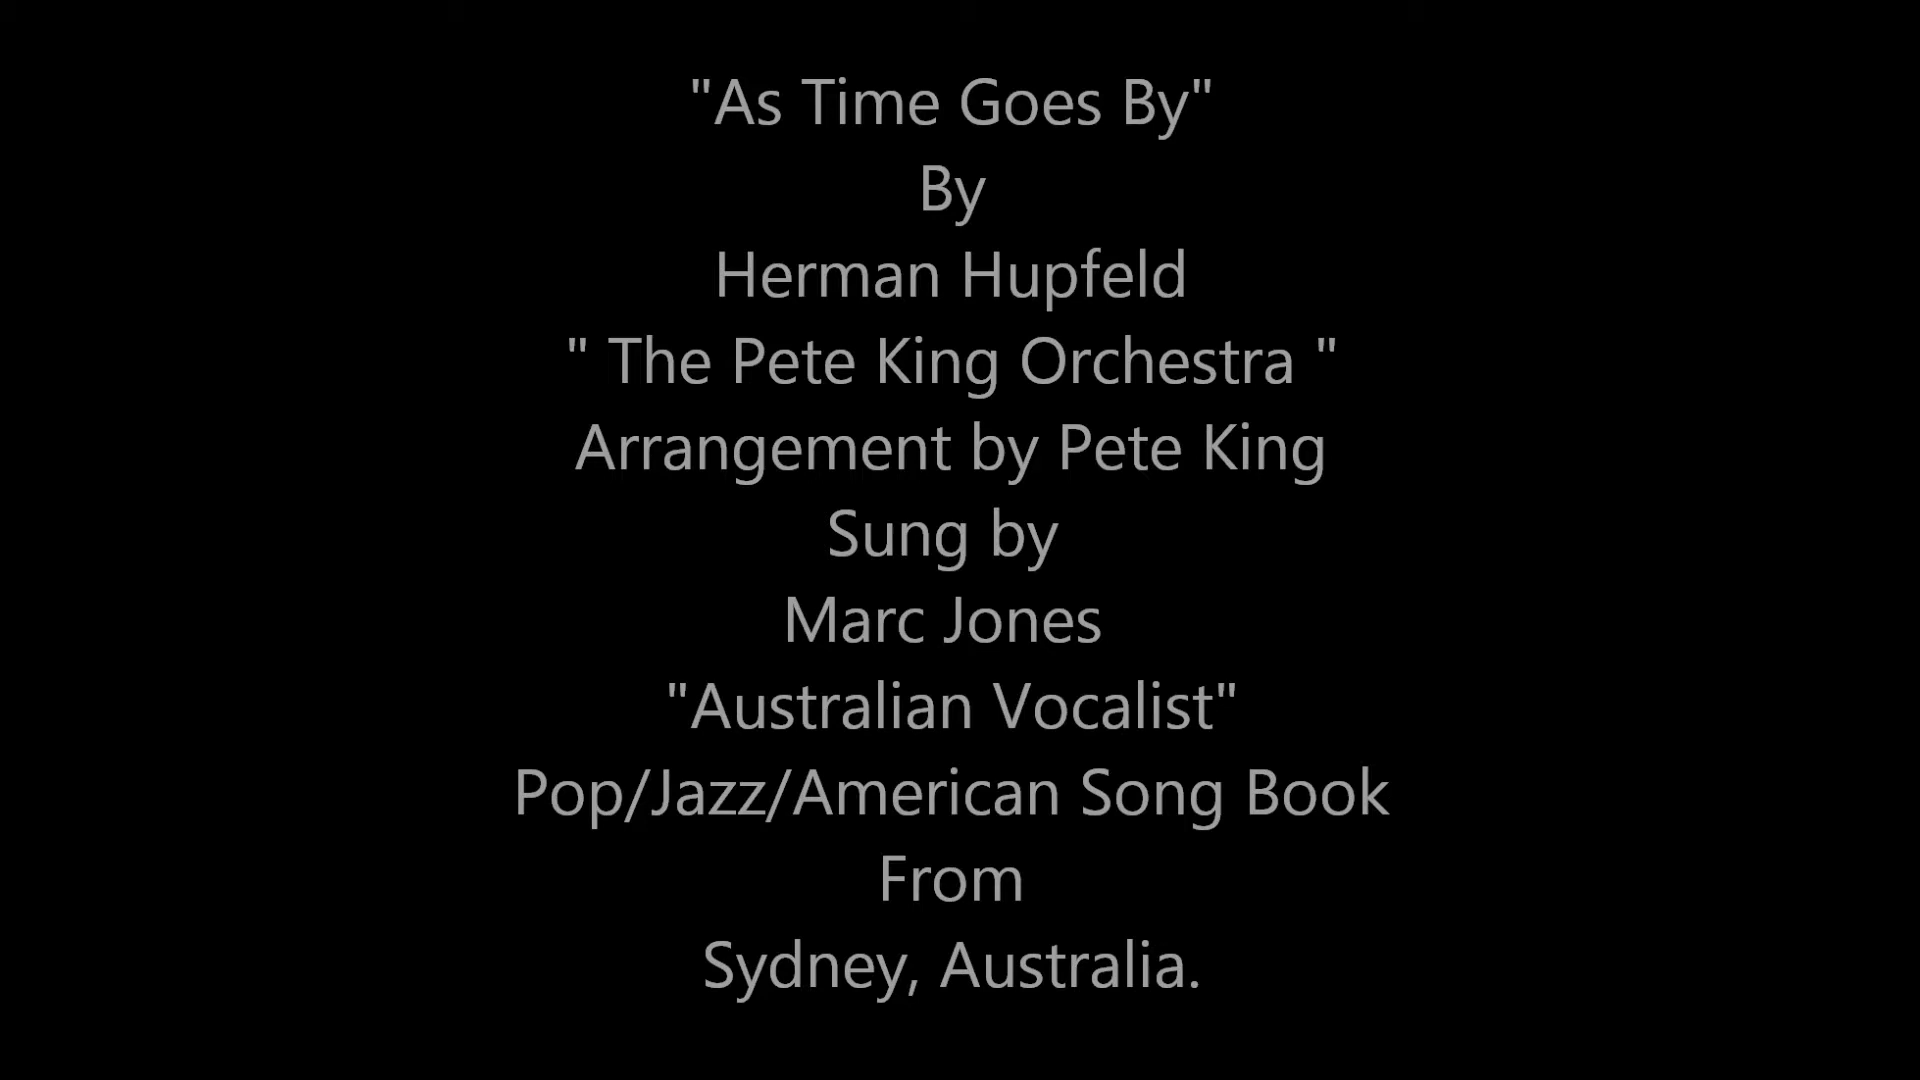 "As Time Goes By"
By
Herman Hupfeld
" The Pete King Orchestra "
Arrangement by Pete King
Sung by
Marc Jones
"Australian Vocalist"
Pop/Jazz/American Song Book
From
Sydney, Australia.